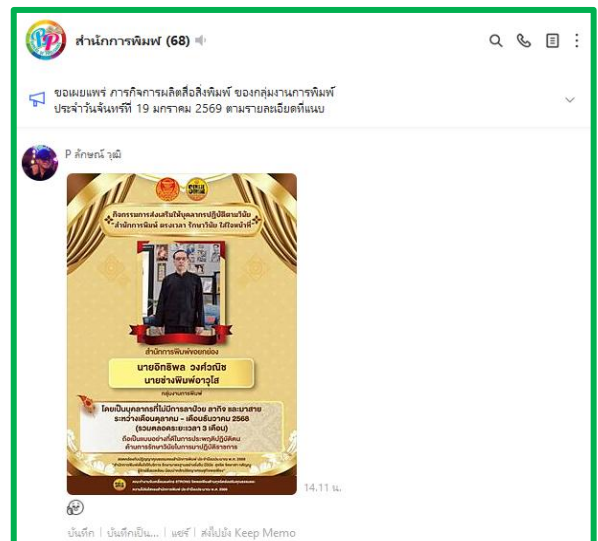 สำนักการพิมพ์ (68)
ขอเผยแพร่ ภารกิจการผลิตสื่อสิ่งพิมพ์ ของกลุ่มงานการพิมพ์
ประจำวันจันทร์ที่ 19 มกราคม 2569 ตามรายละเอียดที่แนบ
P ลักษณ์ วุฒิ
กิจกรรมการส่งเสริมให้บุคลากรปฏิบัติตามวินัย
"สำนักการพิมพ์ ตรงเวลา รักษาวินัย ใส่ใจหน้าที่"
สำนักการพิมพ์ขอยกย่อง
นายอิทธิพล วงศ์วณิช
นายช่างพิมพ์อาวุโส
กลุ่มงานการพิมพ์
โดยเป็นบุคลากรที่ไม่มีการลาป่วย ลากิจ และมาสาย
ระหว่างเดือนตุลาคม - เดือนธันวาคม 2568
(รวมตลอดระยะเวลา 3 เดือน)
ถือเป็นแบบอย่างที่ดีในการประพฤติปฏิบัติตน
ด้านการรักษาวินัยในการมาปฏิบัติราชการ
14.11 น.
บันทึก | บันทึกเป็น... | แชร์ | ส่งไปยัง Keep Memo